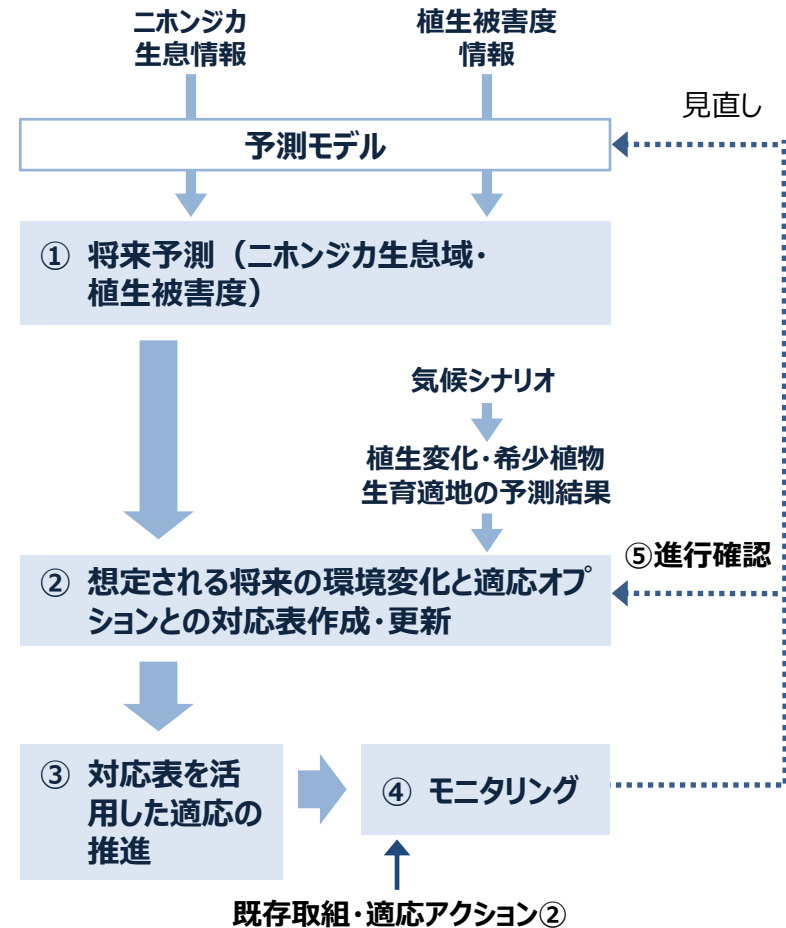 ニホンジカ
生息情報
植生被害度
情報
見直し
予測モデル
① 将来予測（ニホンジカ生息域・
植生被害度）
気候シナリオ
植生変化・希少植物
生育適地の予測結果
⑤進行確認
② 想定される将来の環境変化と適応オプ
ションとの対応表作成・更新
③ 対応表を活
用した適応の
推進
④ モニタリング
既存取組・適応アクション②